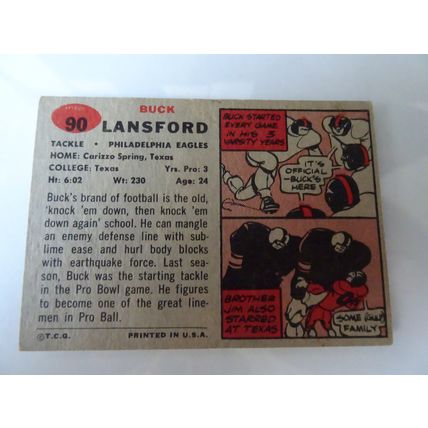 BUCK
90 LANSFORD
TACKLE • PHILADELPHIA EAGLES
HOME: Carizzo Spring, Texas
COLLEGE: Texas Yrs. Pro: 3
Ht: 6:02 Wt: 230 Age: 24
Buck's brand of football is the old,
'knock 'em down, then knock 'em
down again' school. He can mangle
an enemy defense line with sub-
lime ease and hurl body blocks
with earthquake force. Last sea-
son, Buck was the starting tackle
in the Pro Bowl game. He figures
to become one of the great line-
men in Pro Ball.
©T.C.G. PRINTED IN U.S.A.
BUCK STARTED
EVERY GAME
IN HIS 3
VARSITY YEARS
IT'S
OFFICIAL
-BUCK'S
HERE
BROTHER
JIM ALSO
STARRED
AT TEXAS
SOME (GULP)
FAMILY